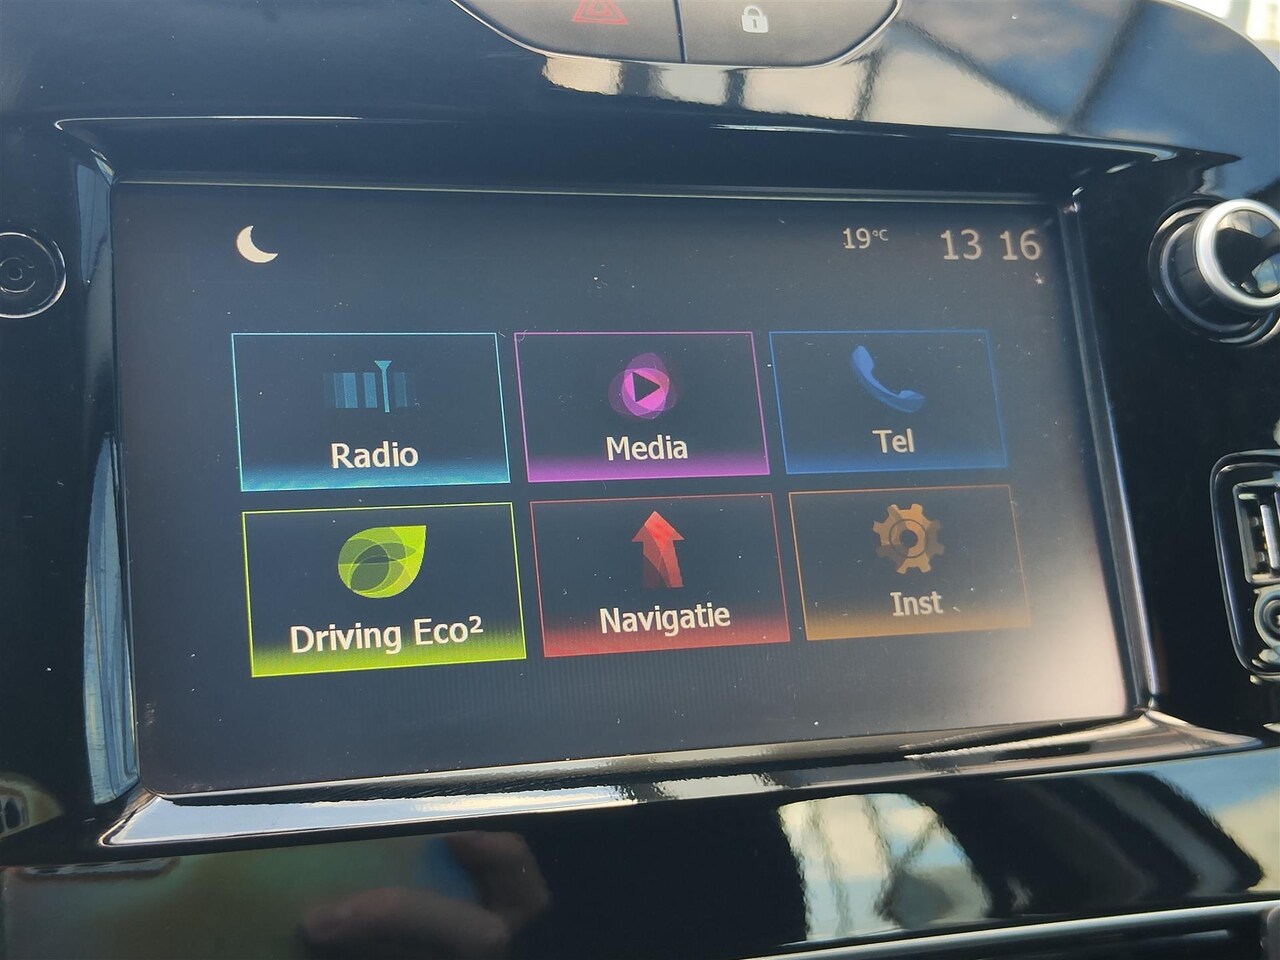 19°C 13 16
Radio Media Tel
Driving Eco² Navigatie Inst